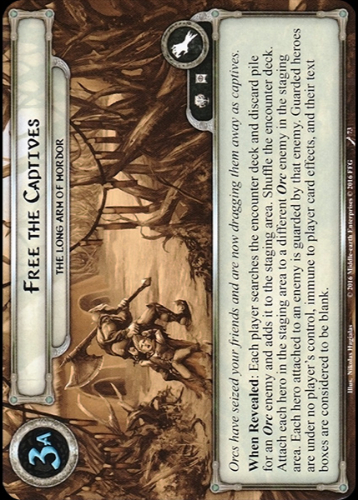 3A
FREE THE CAPTIVES
THE LONG ARM OF MORDOR
Orcs have seized your friends and are now dragging them away as captives.
When Revealed: Each player searches the encounter deck and discard pile
for an Orc enemy and adds it to the staging area. Shuffle the encounter deck.
Attach each hero in the staging area to a different Orc enemy in the staging
area. Each hero attached to an enemy is guarded by that enemy. Guarded heroes
are under no player's control, immune to player card effects, and their text
boxes are considered to be blank.
Illus. Nikolas Hagialas © 2016 Middle-earth Enterprises © 2016 FFG 73